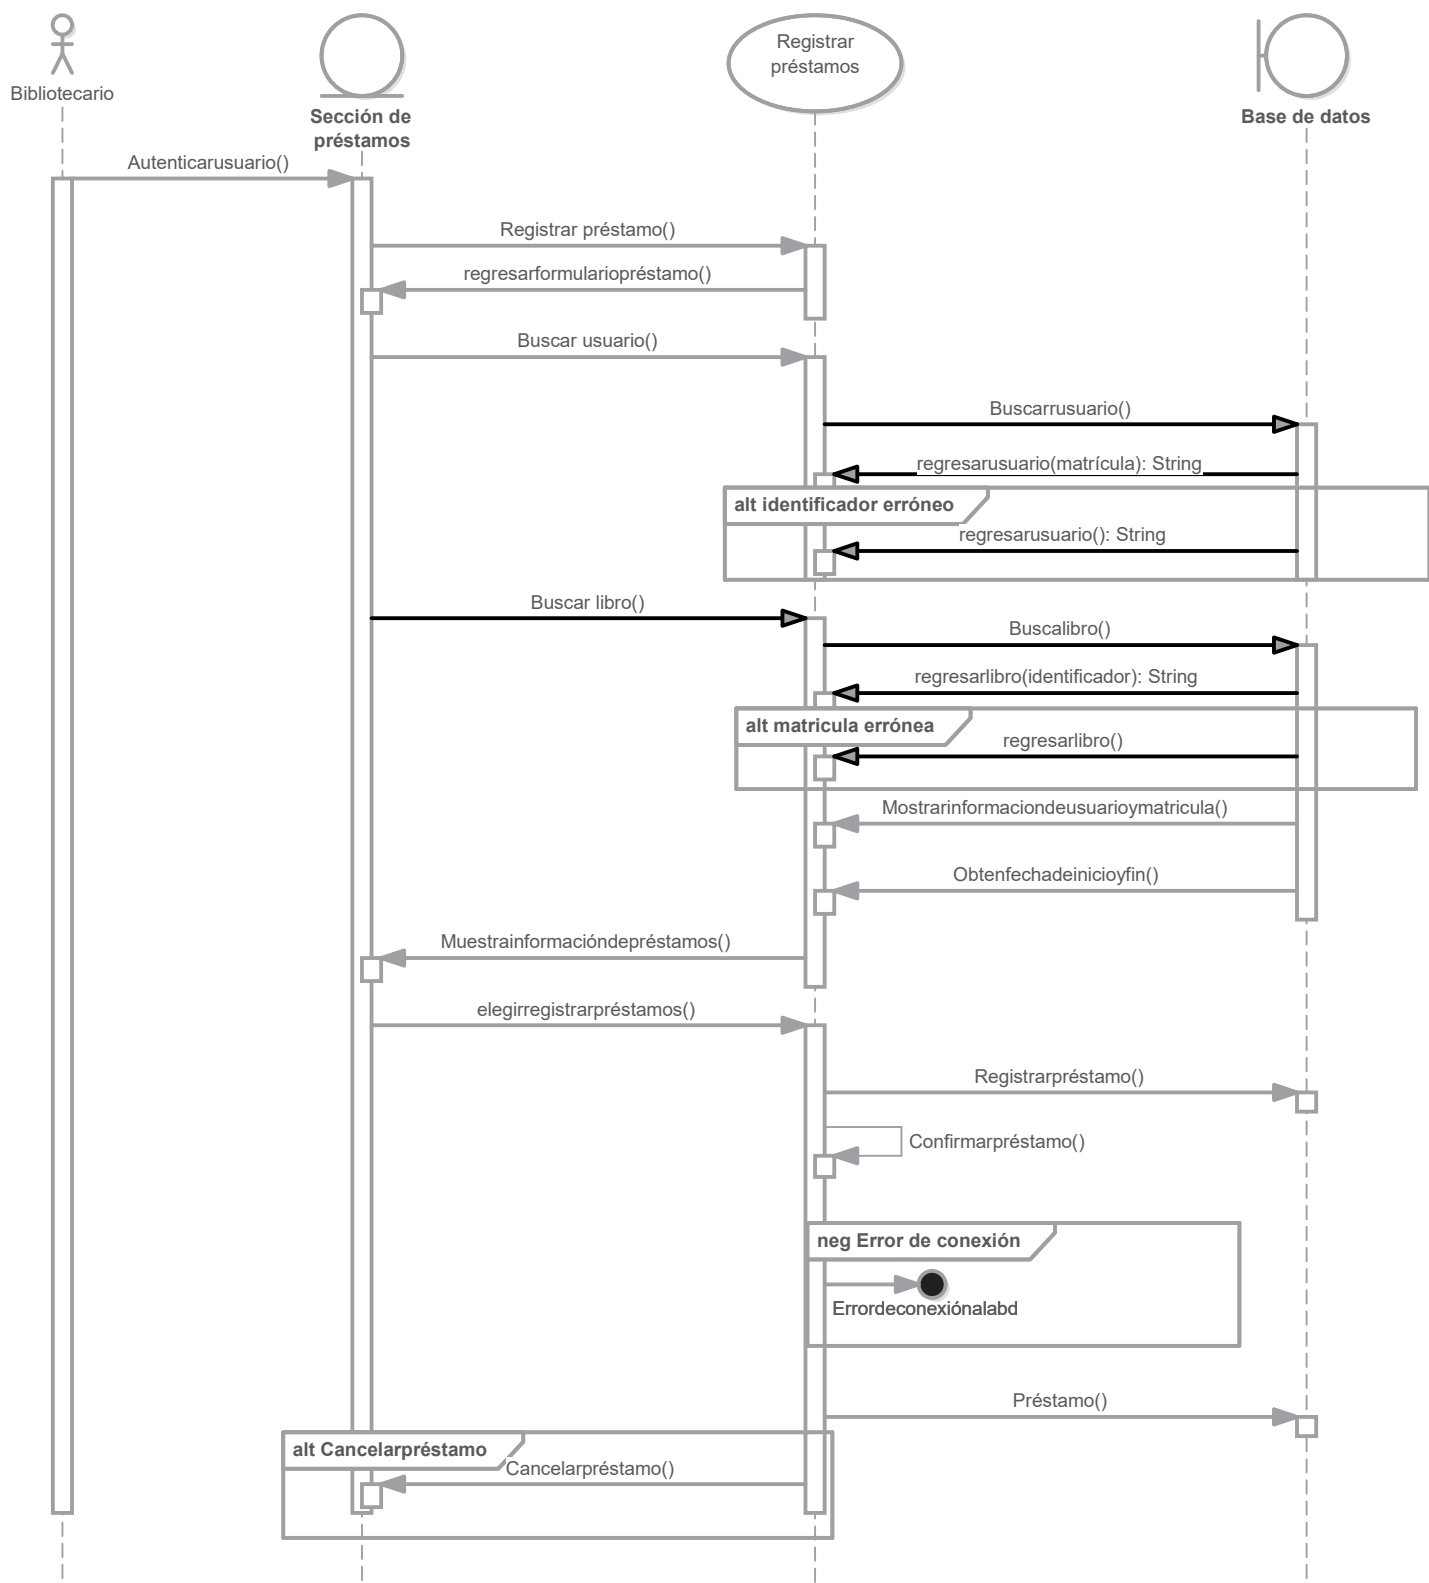 Bibliotecario
Sección de
préstamos
Registrar
préstamos
Base de datos
Autenticarusuario()
Registrar préstamo()
regresarformulariopréstamo()
Buscar usuario()
Buscarrusuario()
regresarusuario(matrícula): String
alt identificador erróneo
regresarusuario(): String
Buscar libro()
Buscalibro()
regresarlibro(identificador): String
alt matricula errónea
regresarlibro()
Mostrarinformaciondeusuarioymatricula()
Obtenfechadeinicioyfin()
Muestrainformacióndepréstamos()
elegirregistrarpréstamos()
Registrarpréstamo()
Confirmarpréstamo()
neg Error de conexión
Errordeconexiónalabd
Préstamo()
alt Cancelarpréstamo
Cancelarpréstamo()